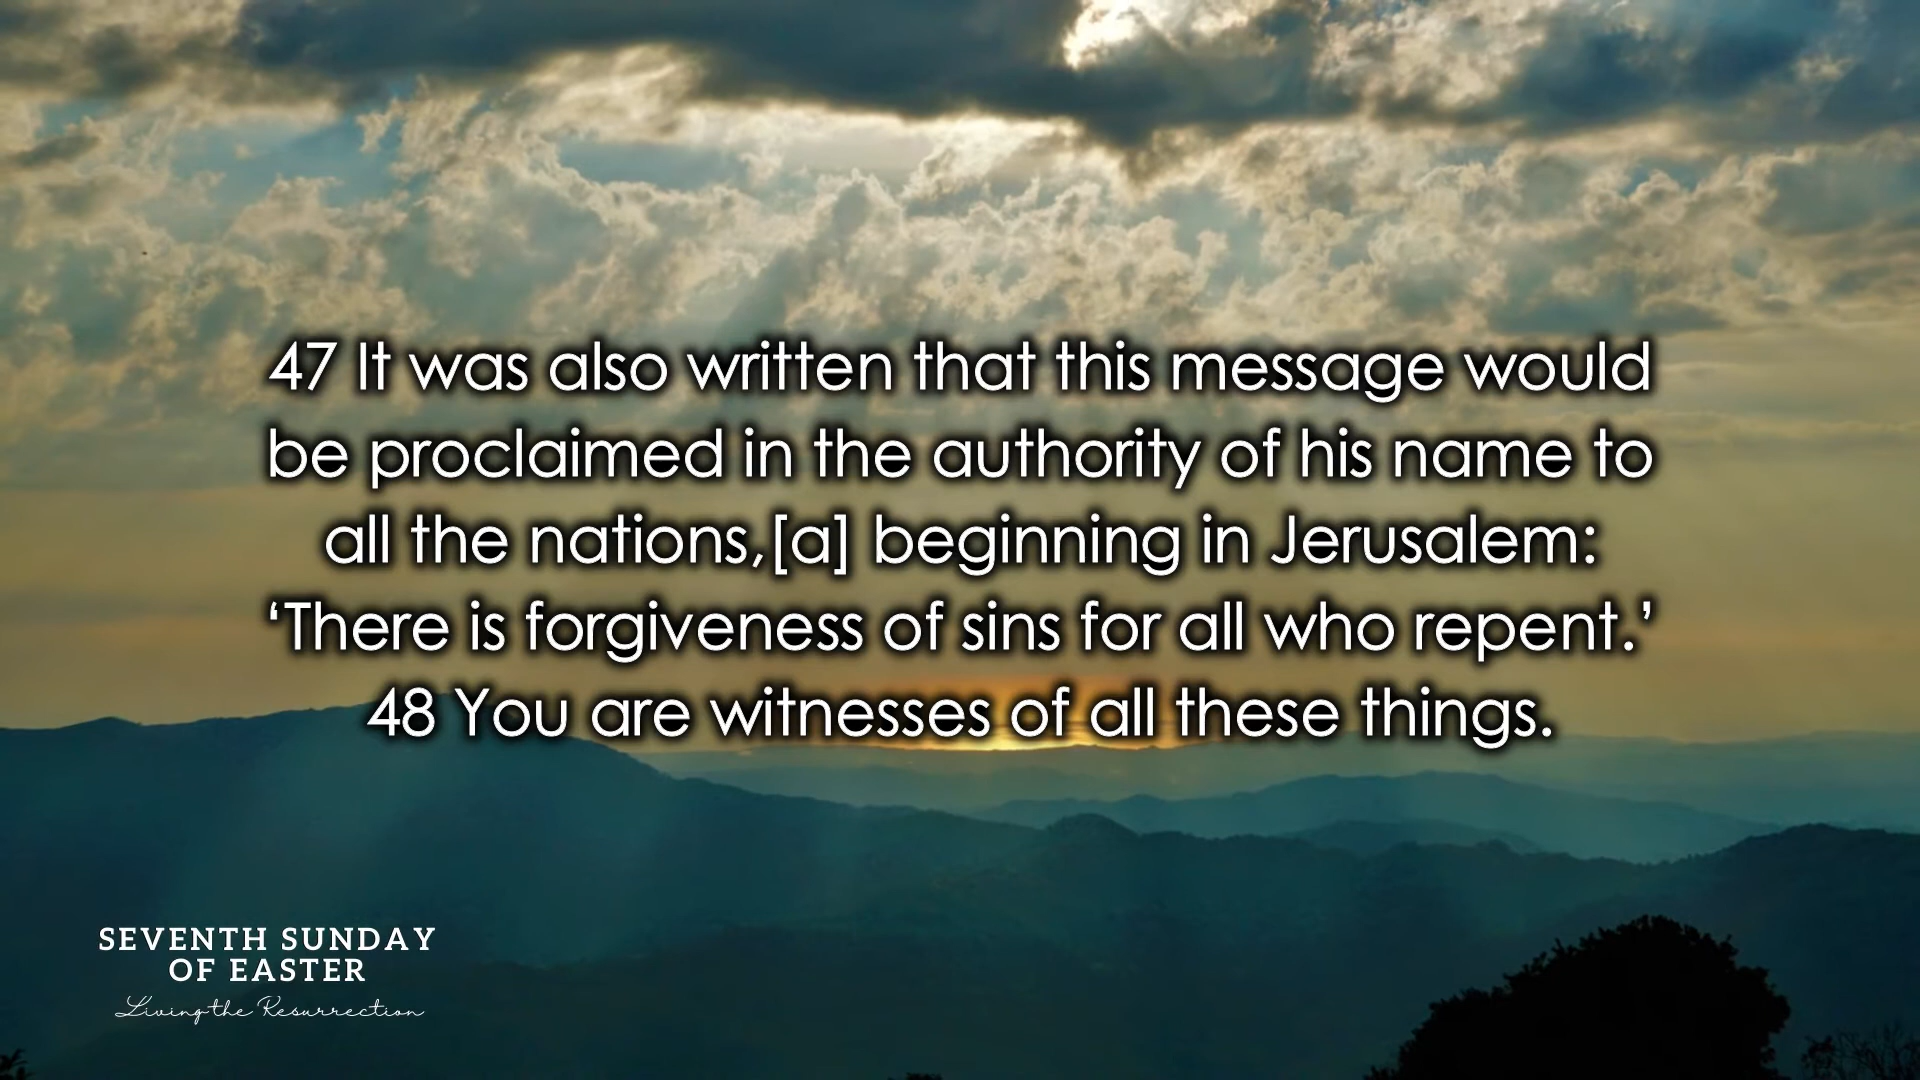 47 It was also written that this message would
be proclaimed in the authority of his name to
all the nations,[a] beginning in Jerusalem:
‘There is forgiveness of sins for all who repent.’
48 You are witnesses of all these things.
SEVENTH SUNDAY
OF EASTER
Living the Resurrection